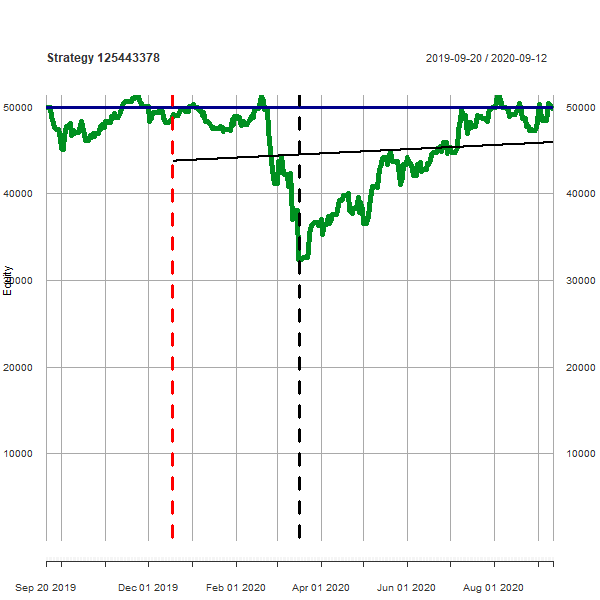 Strategy 125443378
2019-09-20 / 2020-09-12
50000
50000
40000
40000
Equity
30000
30000
20000
20000
10000
10000
Sep 20 2019
Dec 01 2019
Feb 01 2020
Apr 01 2020
Jun 01 2020
Aug 01 2020